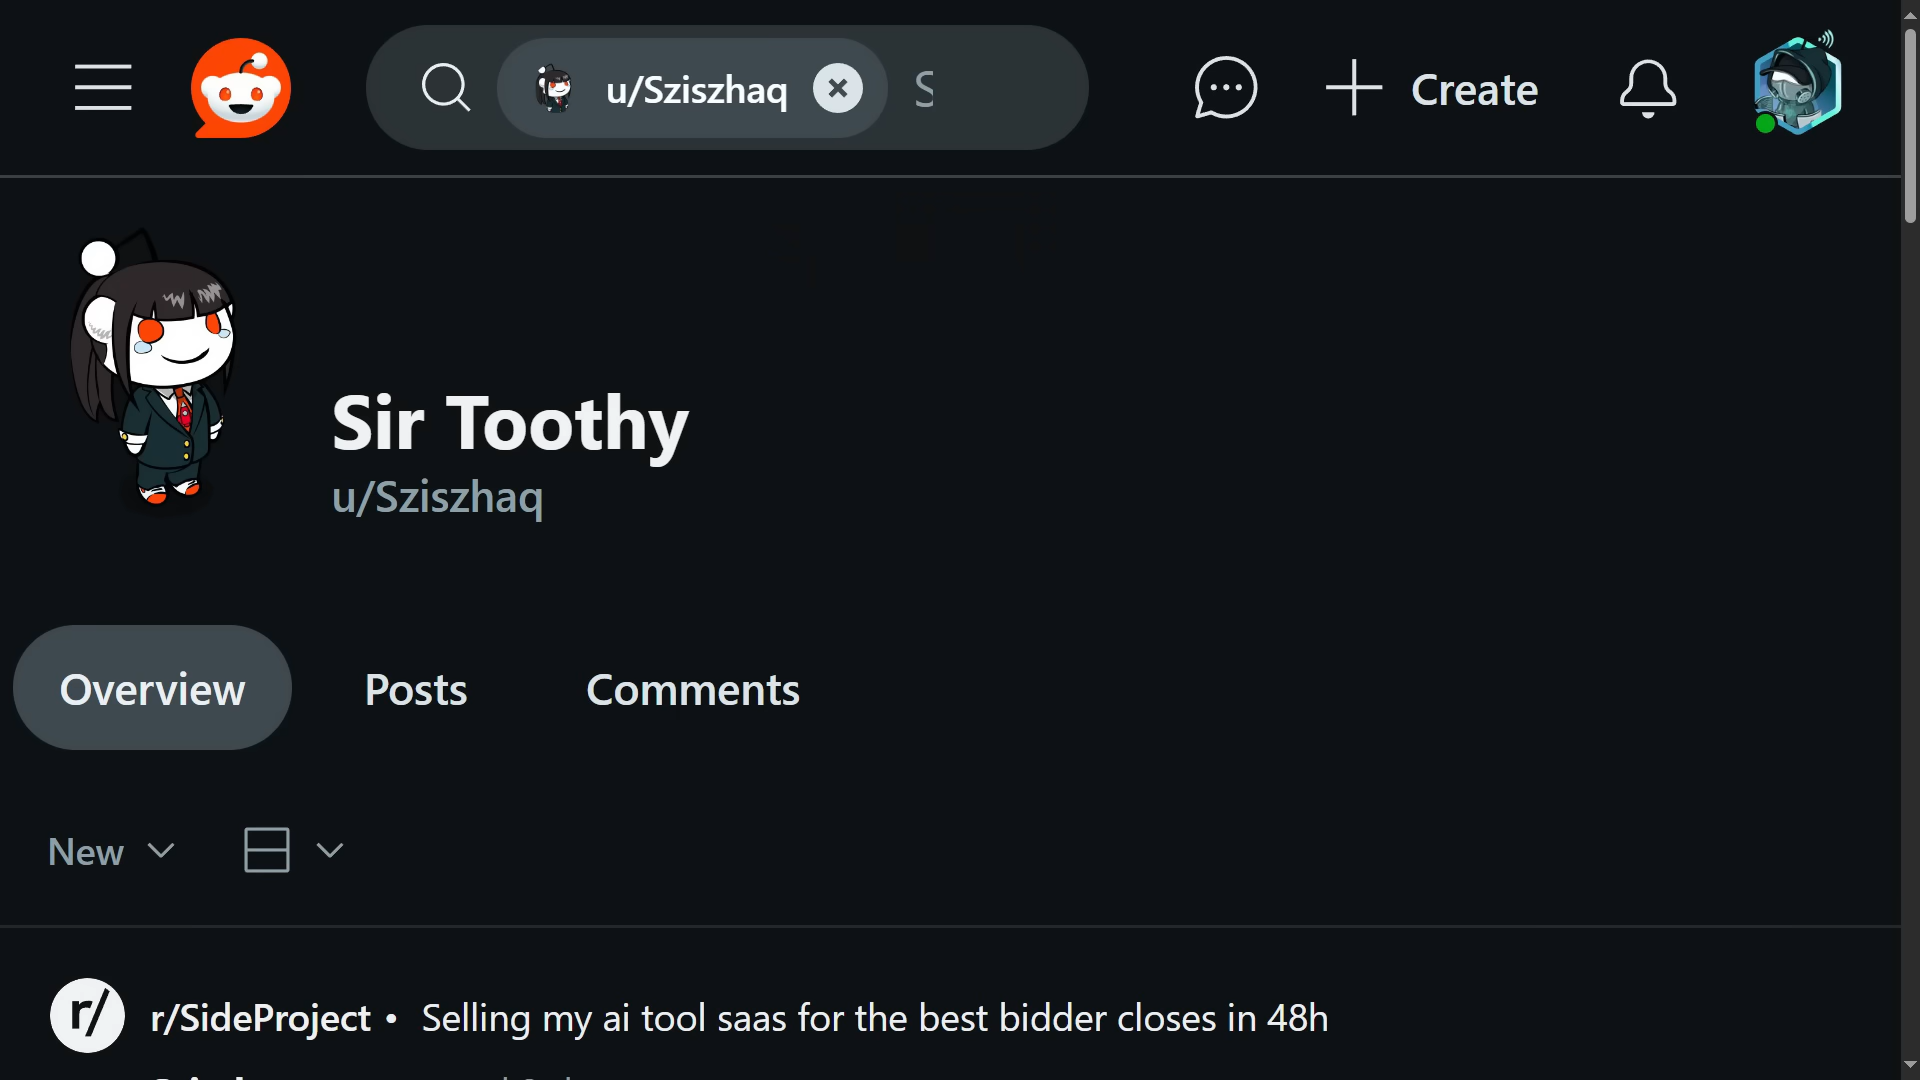 u/Sziszhaq
Create
Sir Toothy
u/Sziszhaq
Overview
Posts
Comments
New
r/ r/SideProject • Selling my ai tool saas for the best bidder closes in 48h